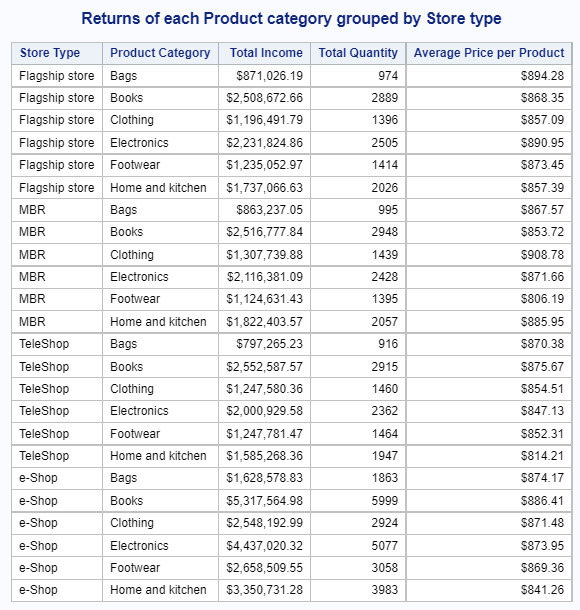 Returns of each Product category grouped by Store type
Store Type Product Category Total Income Total Quantity Average Price per Product
Flagship store Bags $871,026.19 974 $894.28
Flagship store Books $2,508,672.66 2889 $868.35
Flagship store Clothing $1,196,491.79 1396 $857.09
Flagship store Electronics $2,231,824.86 2505 $890.95
Flagship store Footwear $1,235,052.97 1414 $873.45
Flagship store Home and kitchen $1,737,066.63 2026 $857.39
MBR Bags $863,237.05 995 $867.57
MBR Books $2,516,777.84 2948 $853.72
MBR Clothing $1,307,739.88 1439 $908.78
MBR Electronics $2,116,381.09 2428 $871.66
MBR Footwear $1,124,631.43 1395 $806.19
MBR Home and kitchen $1,822,403.57 2057 $885.95
TeleShop Bags $797,265.23 916 $870.38
TeleShop Books $2,552,587.57 2915 $875.67
TeleShop Clothing $1,247,580.36 1460 $854.51
TeleShop Electronics $2,000,929.58 2362 $847.13
TeleShop Footwear $1,247,781.47 1464 $852.31
TeleShop Home and kitchen $1,585,268.36 1947 $814.21
e-Shop Bags $1,628,578.83 1863 $874.17
e-Shop Books $5,317,564.98 5999 $886.41
e-Shop Clothing $2,548,192.99 2924 $871.48
e-Shop Electronics $4,437,020.32 5077 $873.95
e-Shop Footwear $2,658,509.55 3058 $869.36
e-Shop Home and kitchen $3,350,731.28 3983 $841.26